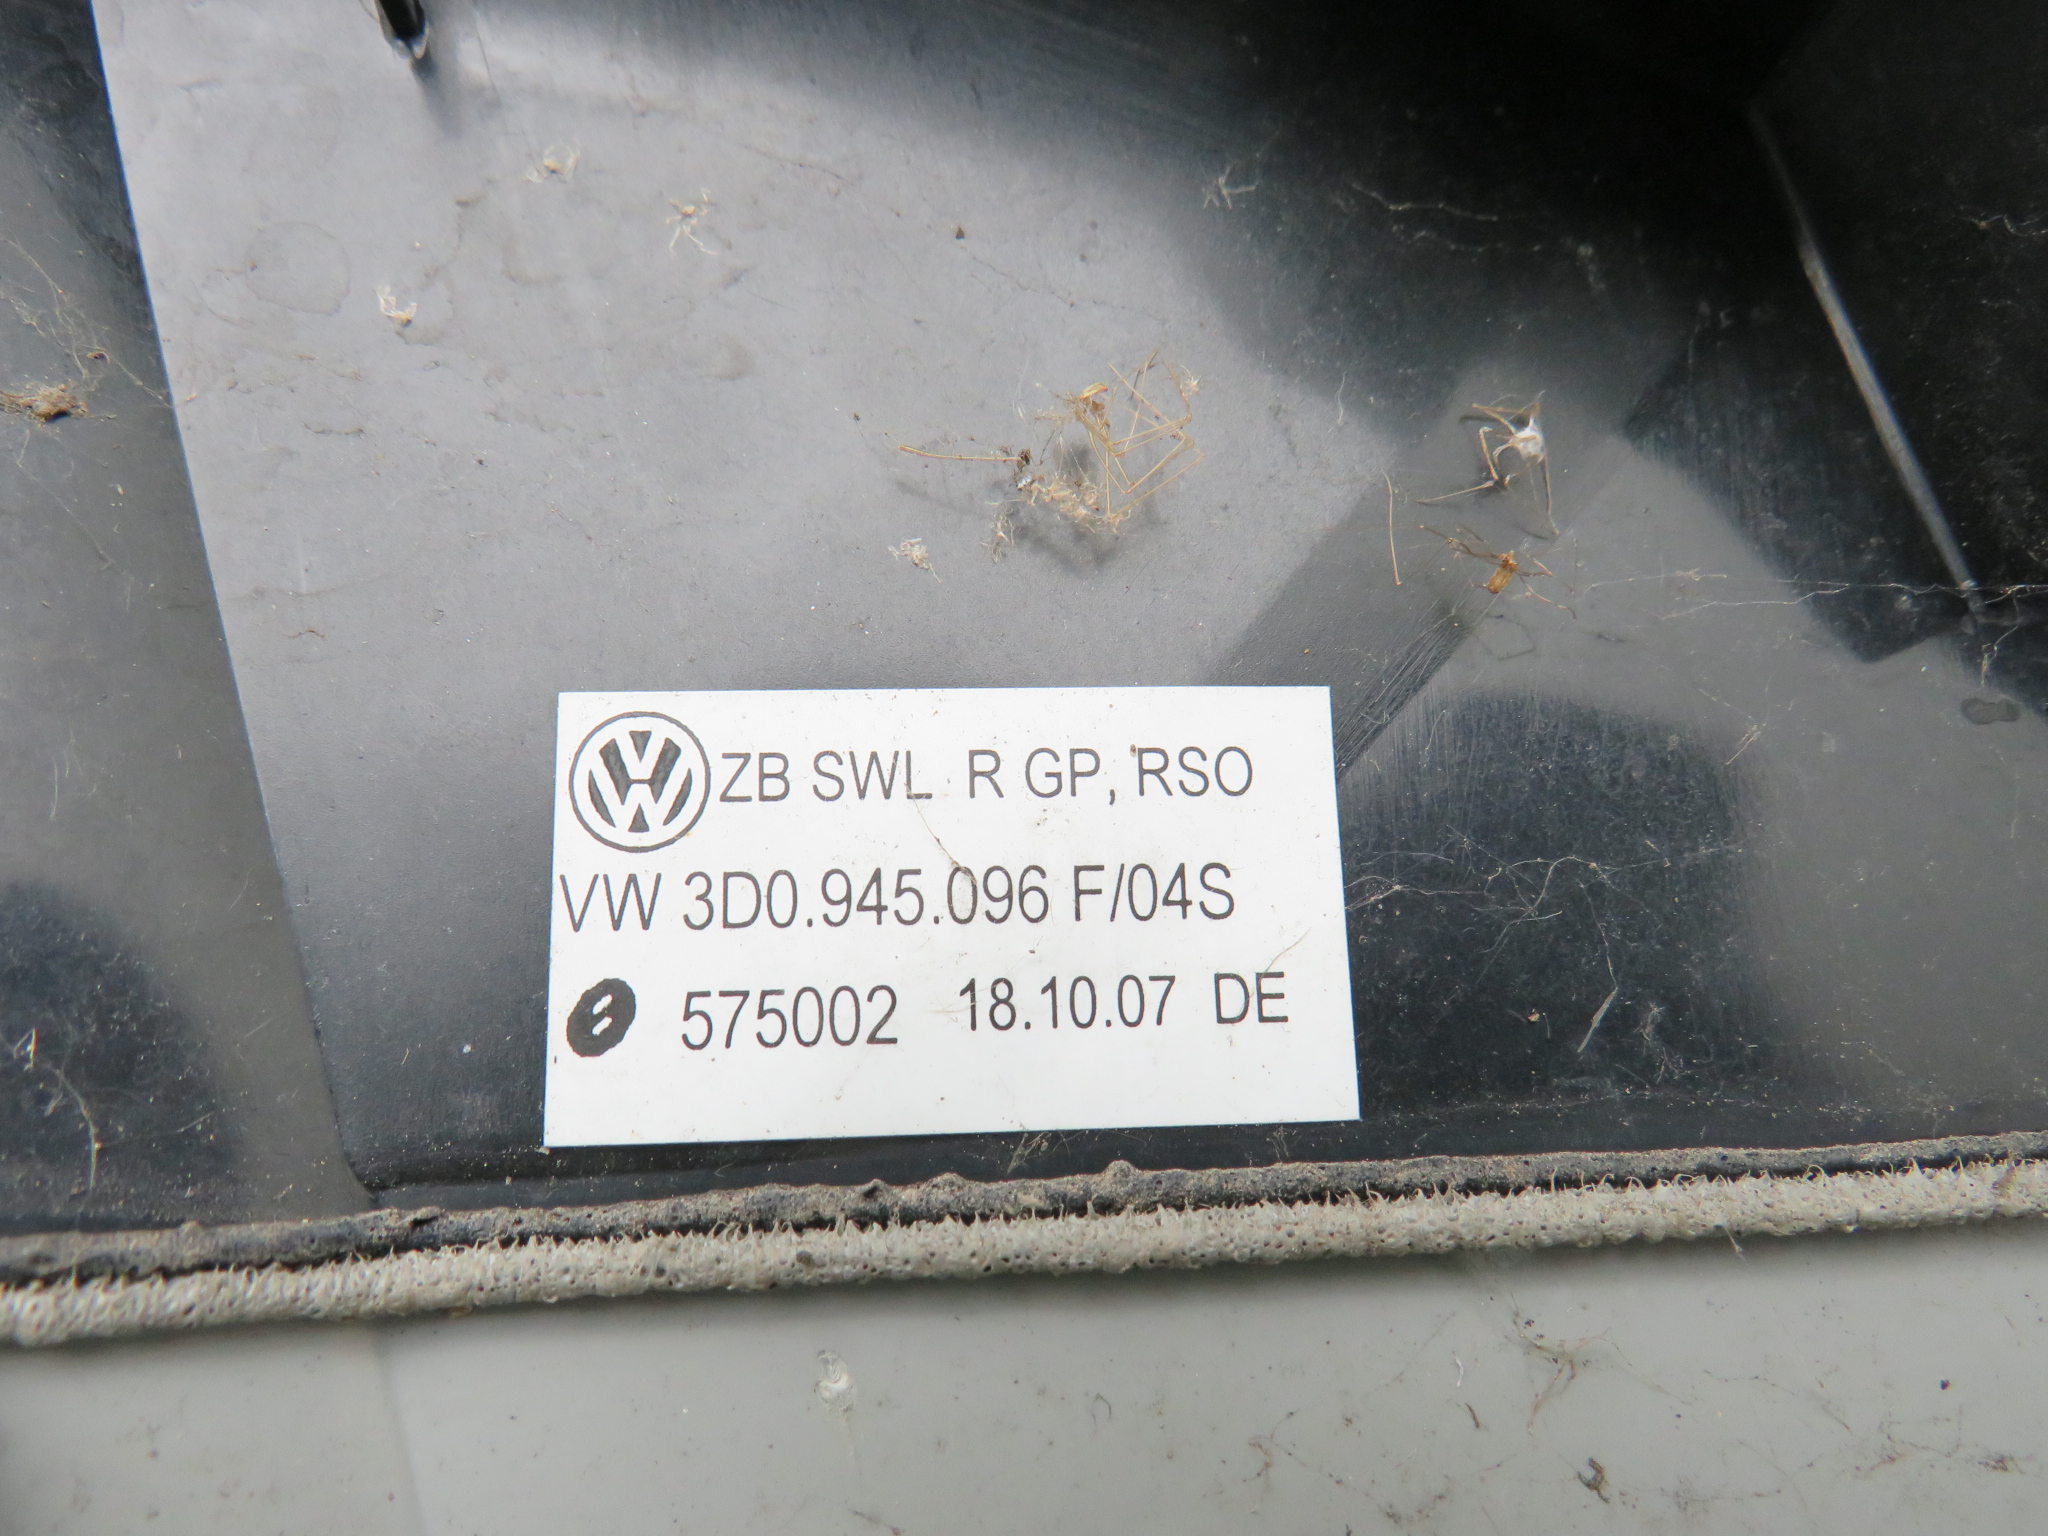 ZB SWL R GP, RSO
VW 3D0.945.096 F/04S
575002 18.10.07 DE